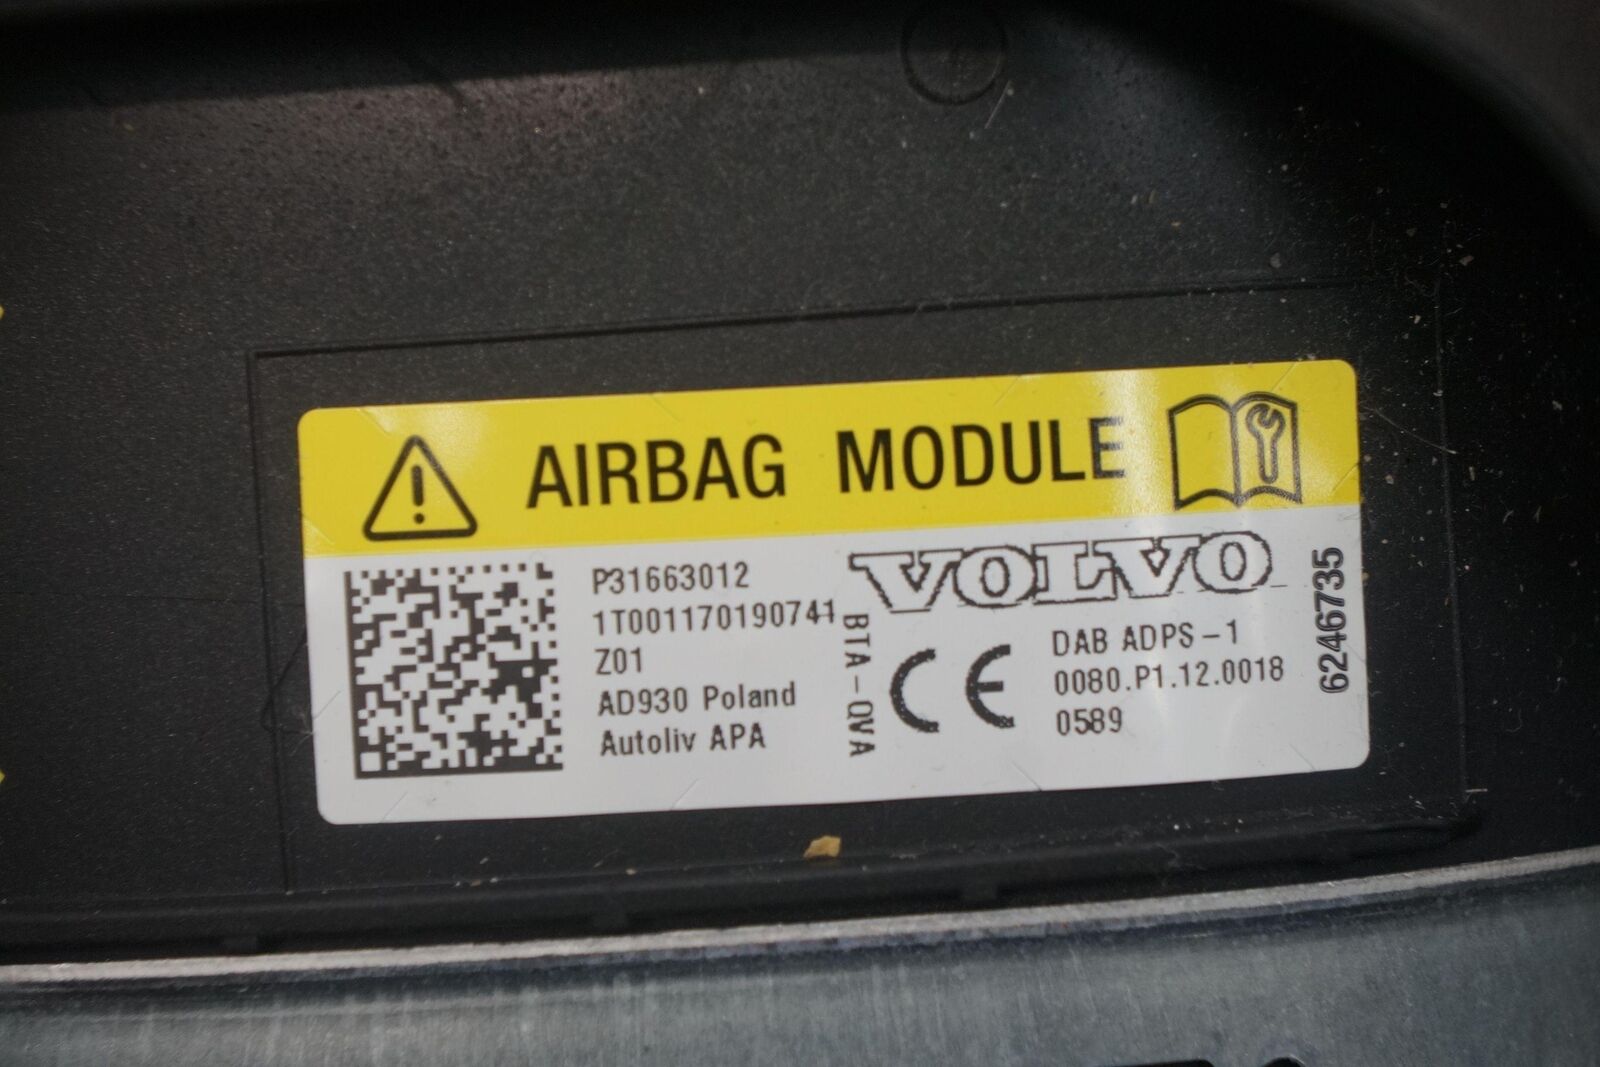 AIRBAG MODULE
P31663012
1T001170190741
Z01
AD930 Poland
Autoliv APA
BTA-QVA
VOLVO
CE
DAB ADPS-1
0080.P1.12.0018
0589
6246735